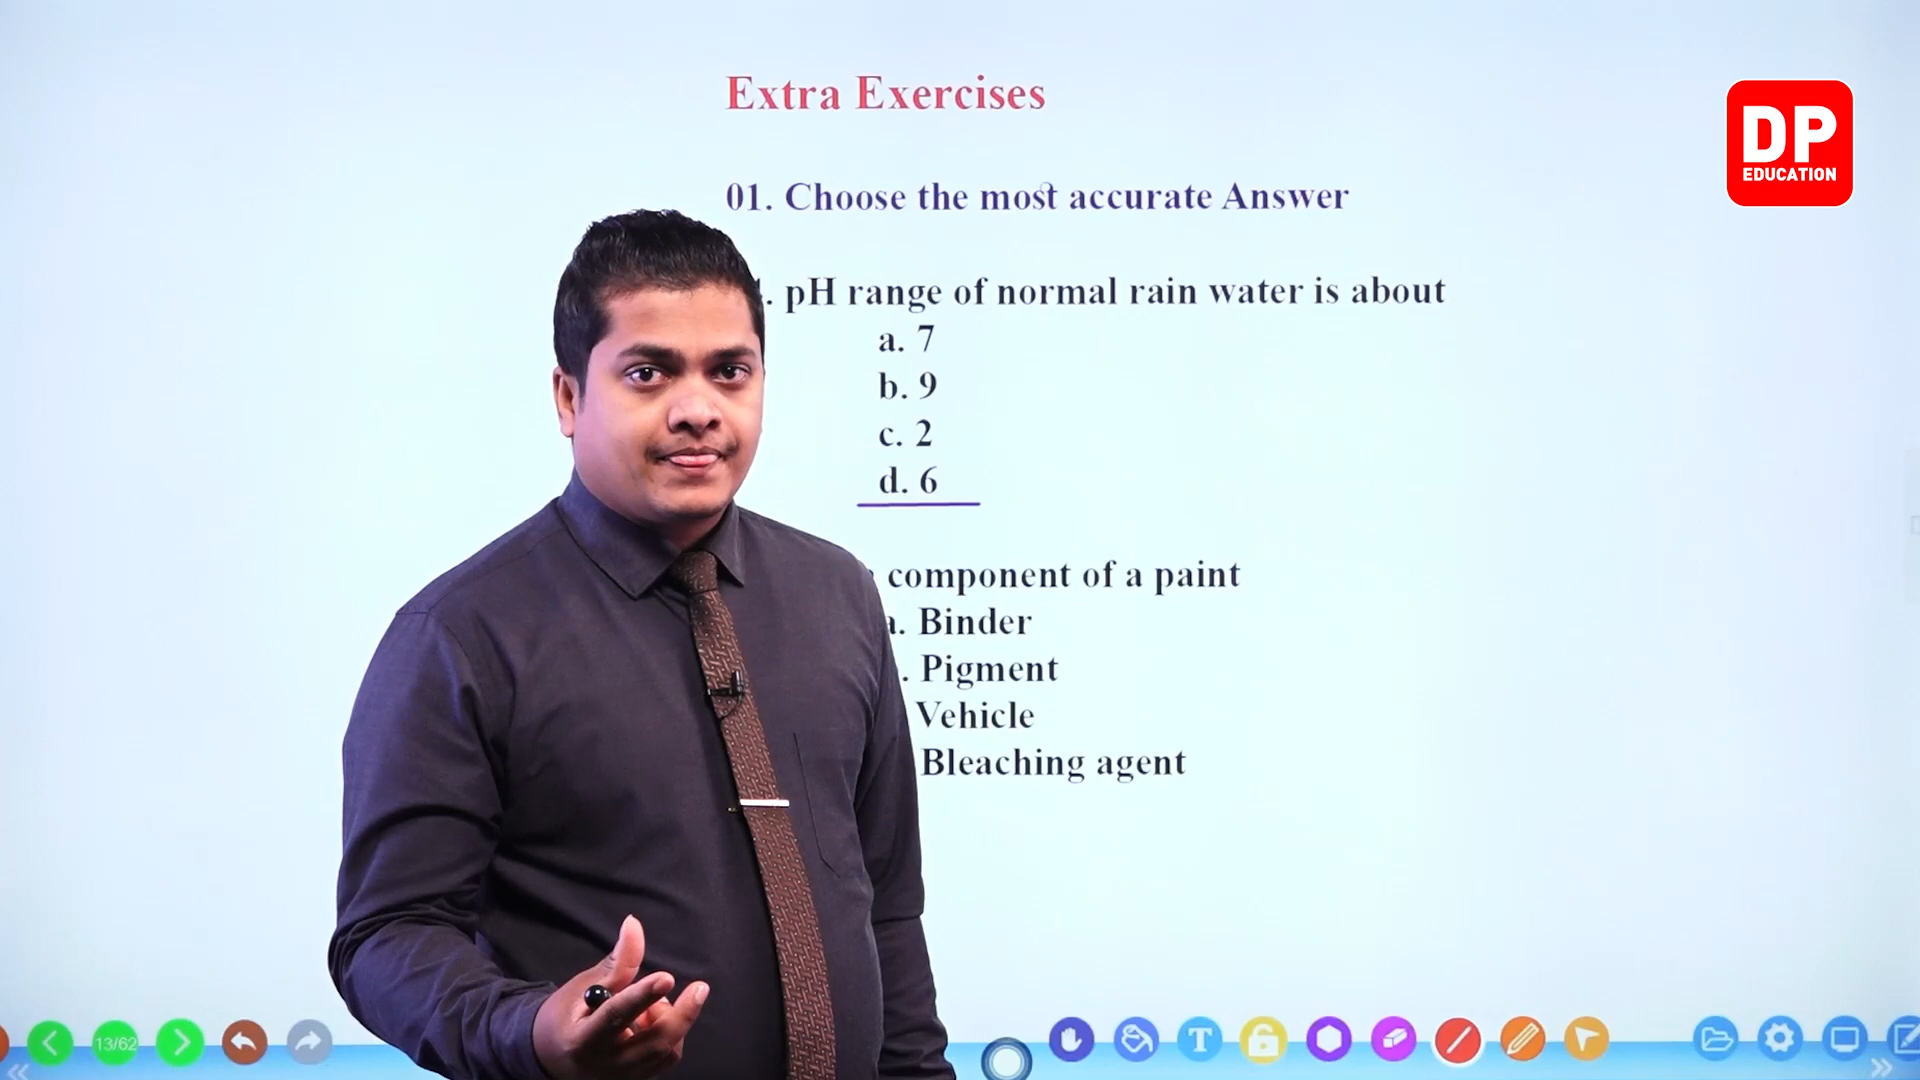 Extra Exercises
DP
EDUCATION
01. Choose the most accurate Answer
. pH range of normal rain water is about
a. 7
b. 9
c. 2
d. 6
component of a paint
a. Binder
. Pigment
Vehicle
Bleaching agent
13/62
T